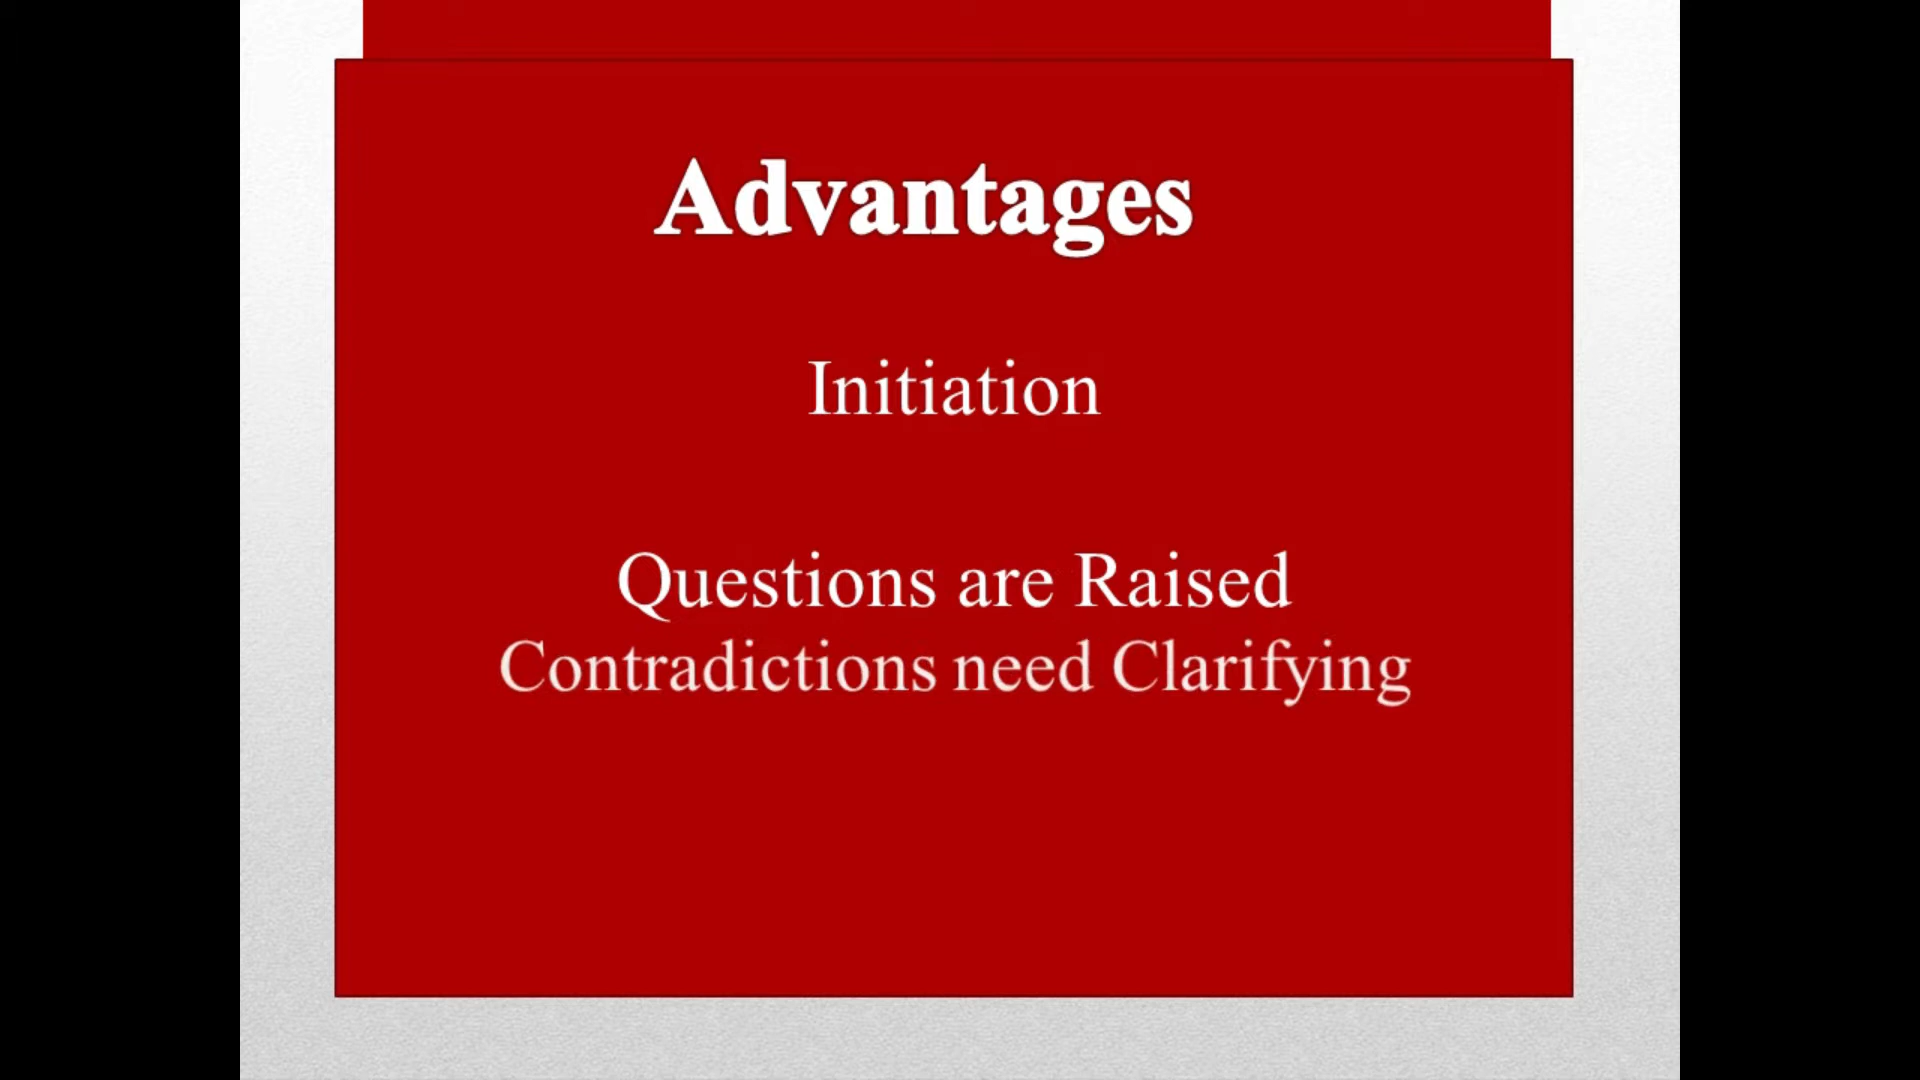 Advantages
Initiation
Questions are Raised
Contradictions need Clarifying